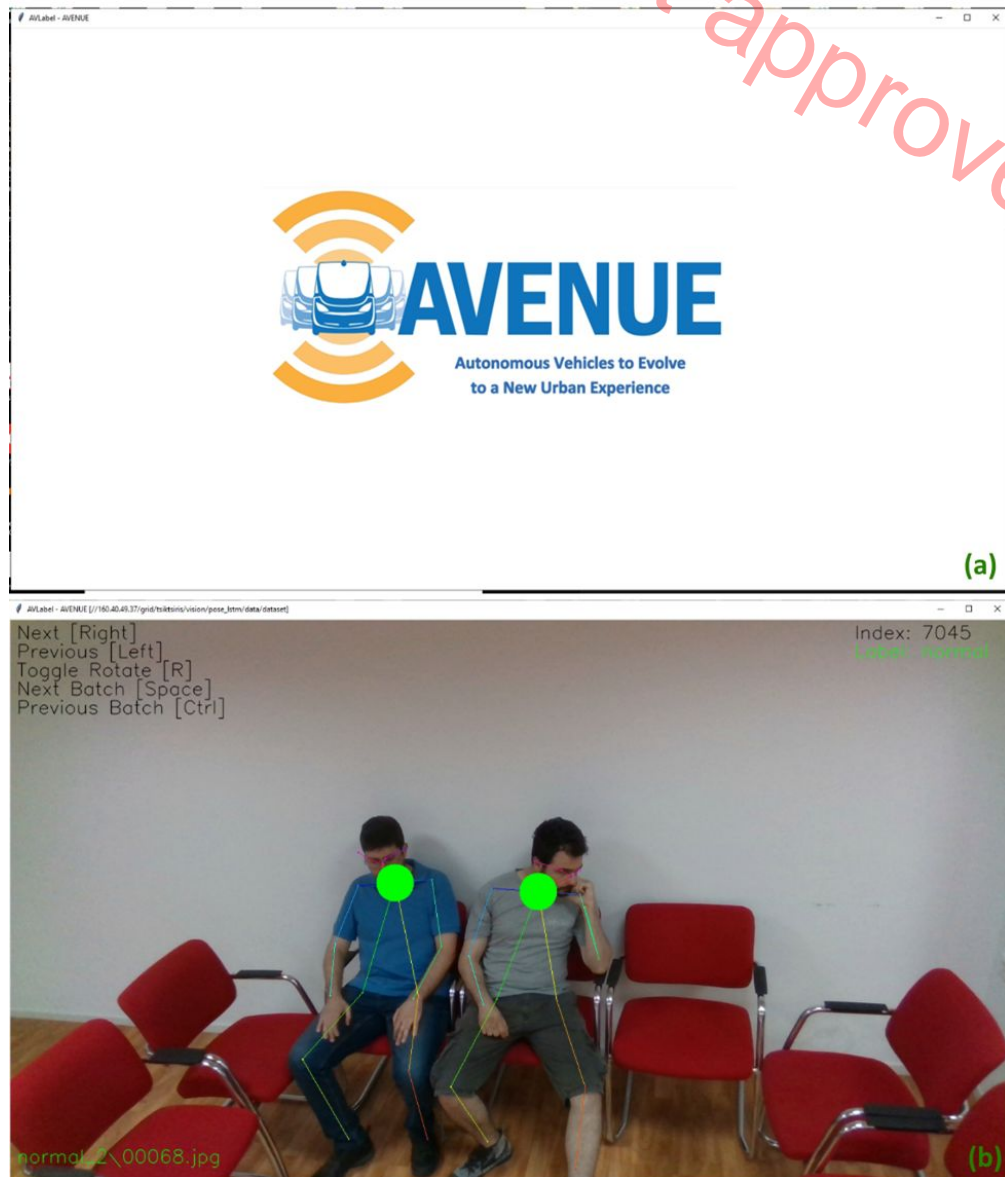 approve
AVLabel - AVENUE
AVENUE
Autonomous Vehicles to Evolve
to a New Urban Experience
(a)
AVLabel - AVENUE [//160.40.49.37/grid/tsiktsiris/vision/pose_lstm/data/dataset]
Next [Right]
Previous [Left]
Toggle Rotate [R]
Next Batch [Space]
Previous Batch [Ctrl]
Index: 7045
Label: normal
normal_2\00068.jpg
(b)